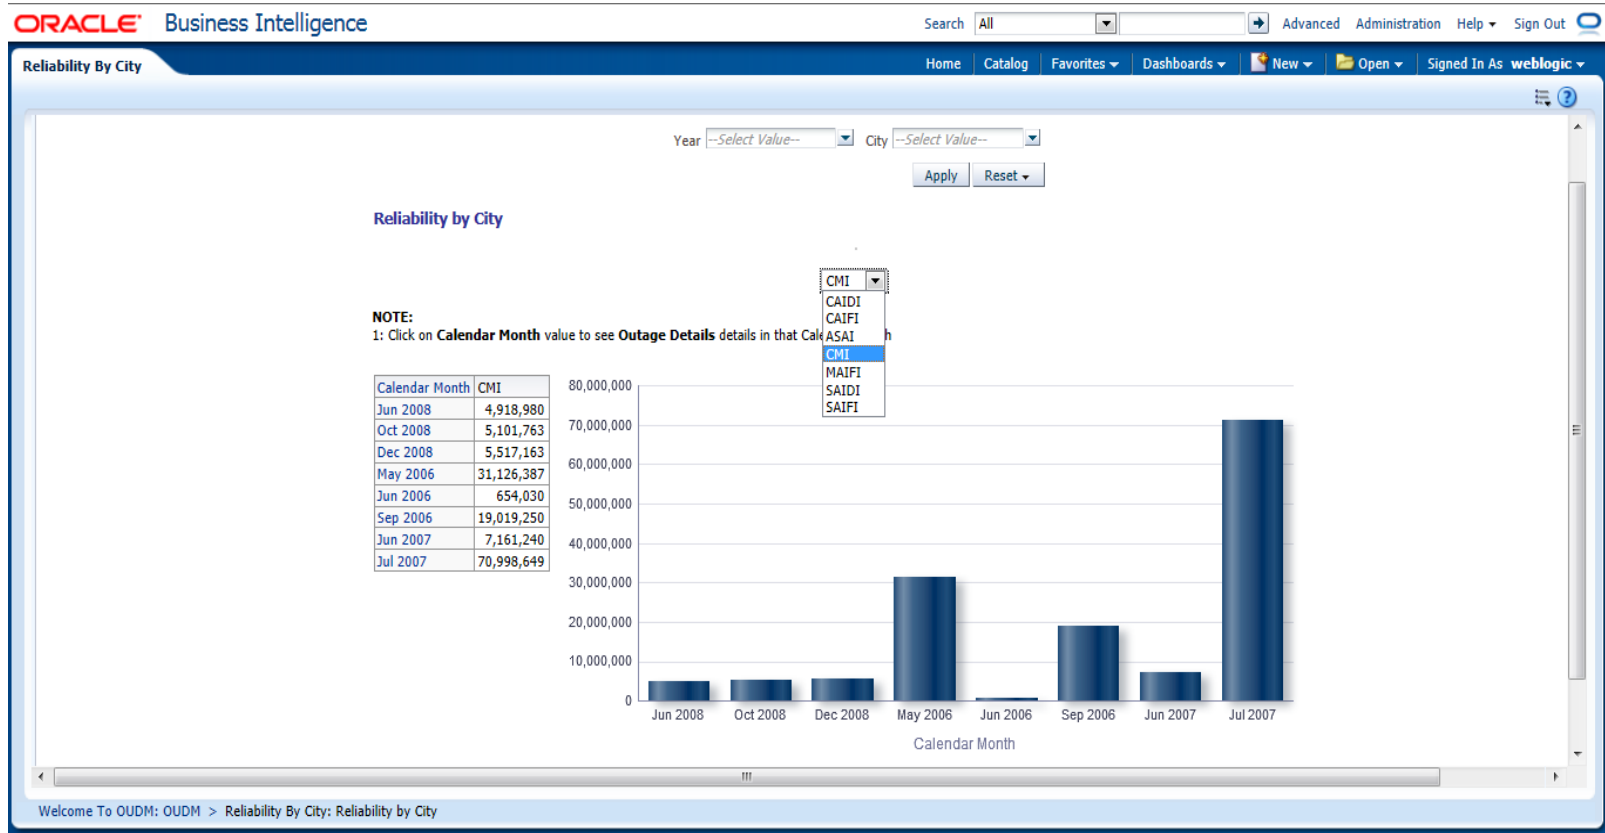 ORACLE Business Intelligence
Search All Advanced Administration Help Sign Out
Reliability By City
Home Catalog Favorites Dashboards New Open Signed In As weblogic
Year --Select Value-- City --Select Value--
Apply Reset
Reliability by City
CMI
CAIDI
CAIFI
ASAI
CMI
MAIFI
SAIDI
SAIFI
NOTE:
1: Click on Calendar Month value to see Outage Details details in that Cale h
Calendar Month CMI
Jun 2008 4,918,980
Oct 2008 5,101,763
Dec 2008 5,517,163
May 2006 31,126,387
Jun 2006 654,030
Sep 2006 19,019,250
Jun 2007 7,161,240
Jul 2007 70,998,649
80,000,000
70,000,000
60,000,000
50,000,000
40,000,000
30,000,000
20,000,000
10,000,000
0
Jun 2008 Oct 2008 Dec 2008 May 2006 Jun 2006 Sep 2006 Jun 2007 Jul 2007
Calendar Month
Welcome To OUDM: OUDM > Reliability By City: Reliability by City